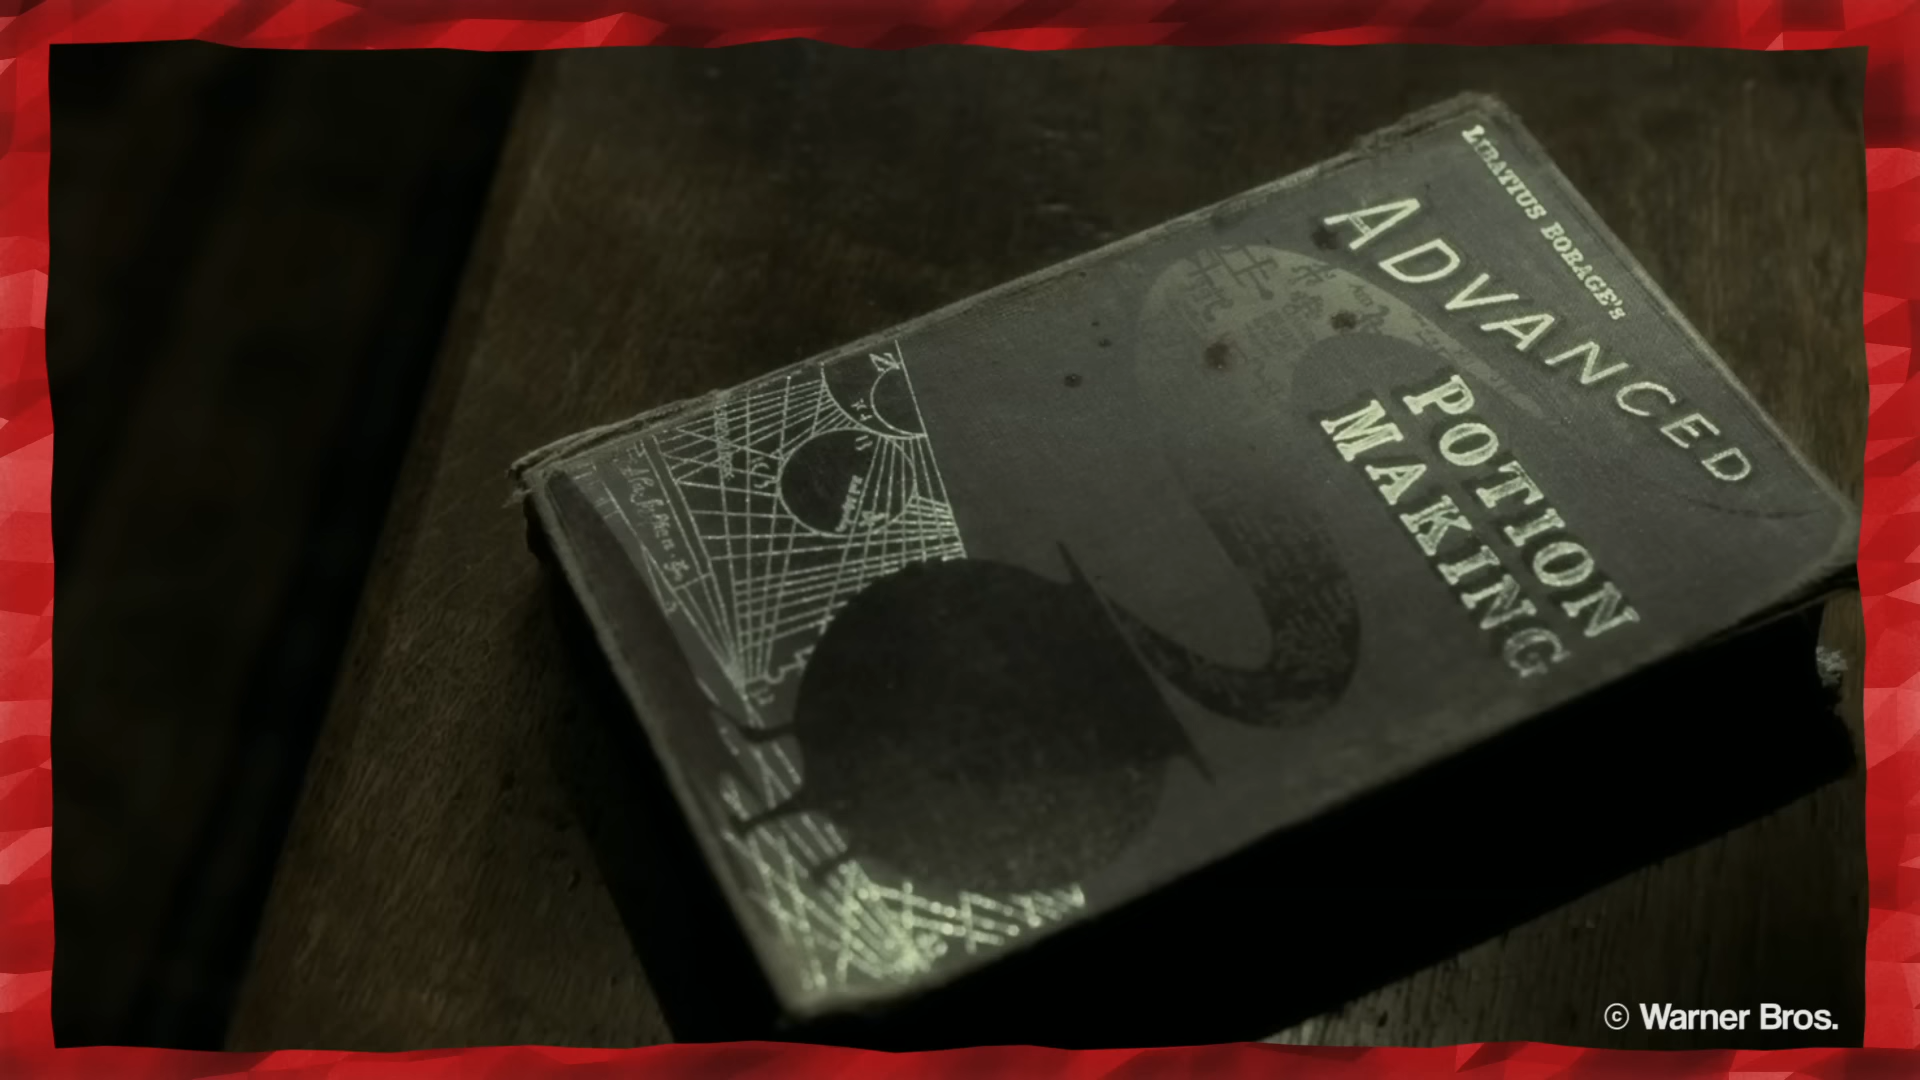 LIBATIUS BORAGE's
ADVANCED
POTION
MAKING
© Warner Bros.